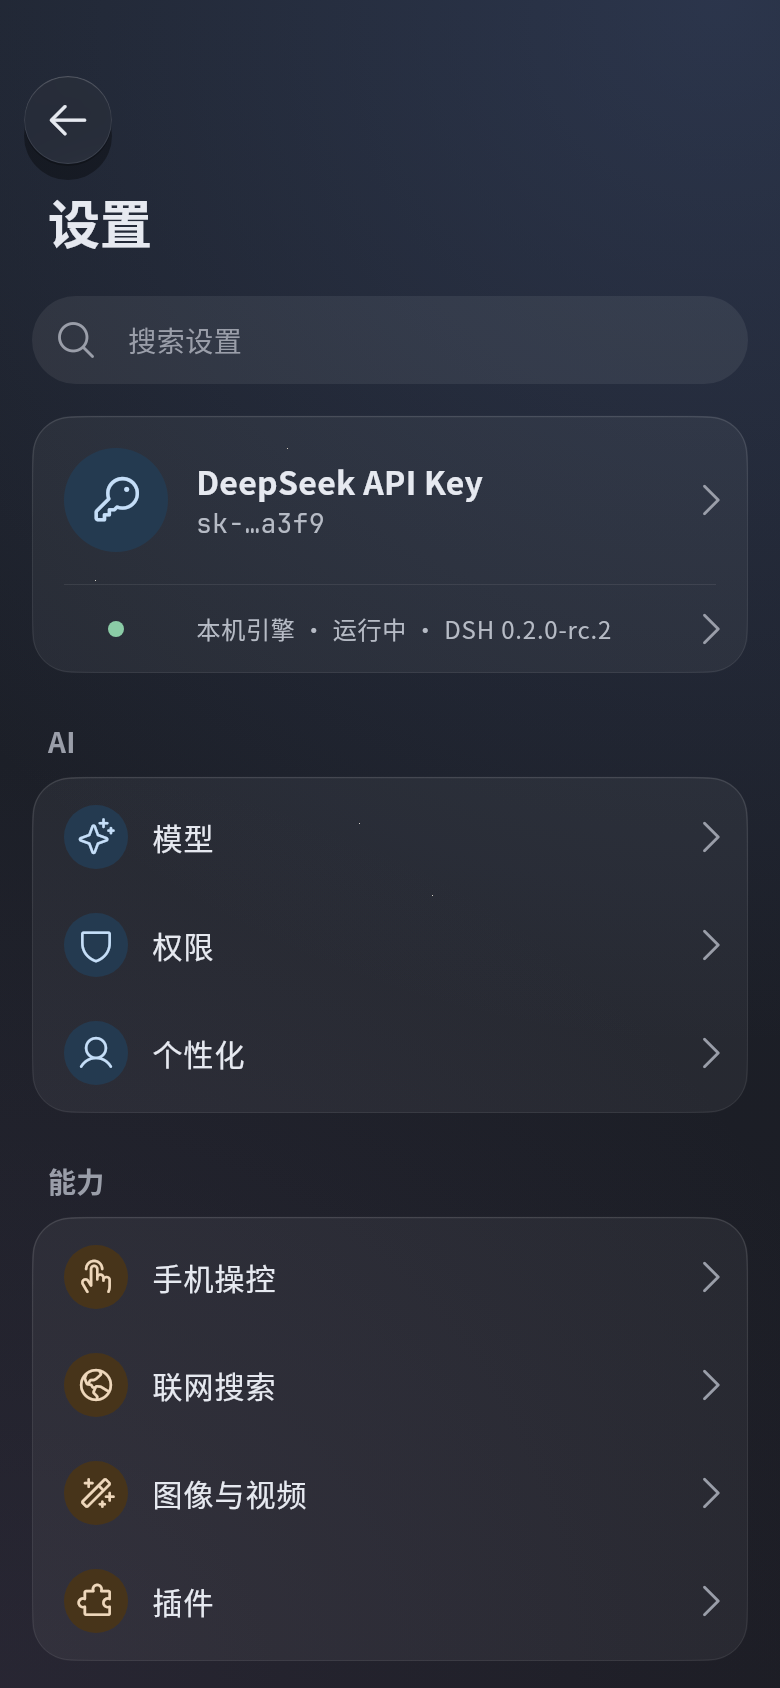 设置
搜索设置
DeepSeek API Key
sk-…a3f9
本机引擎 · 运行中 · DSH 0.2.0-rc.2
AI
模型
权限
个性化
能力
手机操控
联网搜索
图像与视频
插件